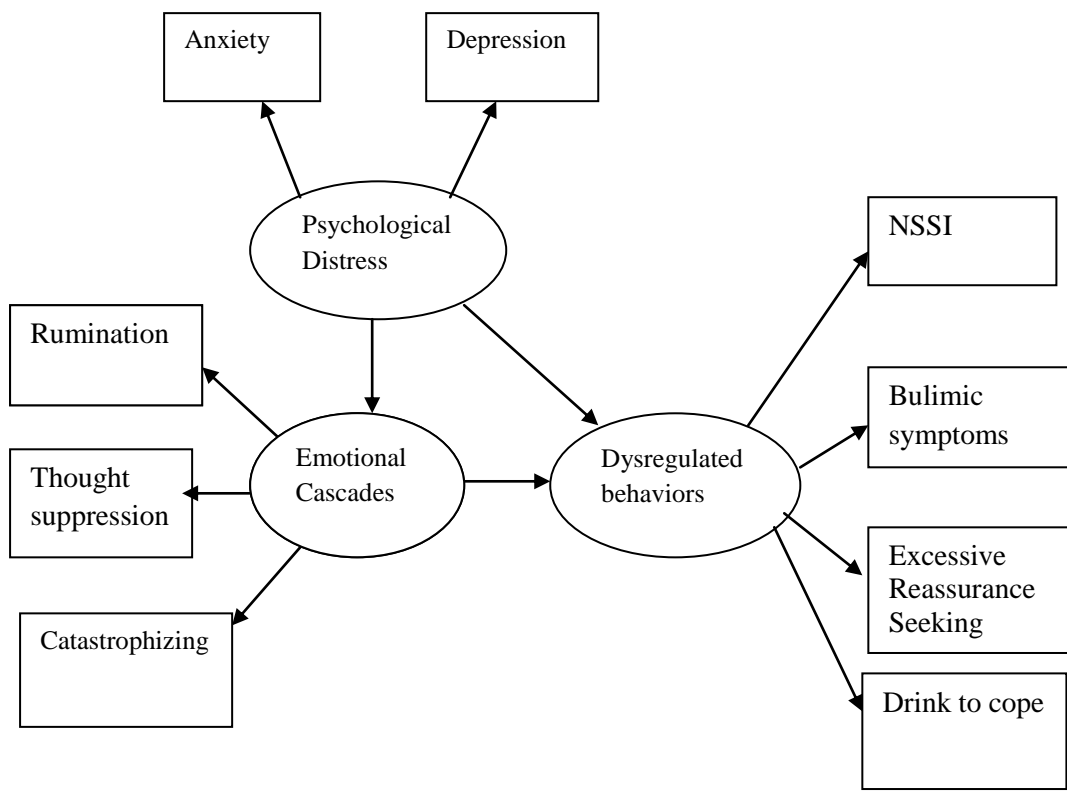 Anxiety
Depression
Psychological
Distress
NSSI
Rumination
Bulimic
symptoms
Emotional
Cascades
Dysregulated
behaviors
Thought
suppression
Excessive
Reassurance
Seeking
Catastrophizing
Drink to cope